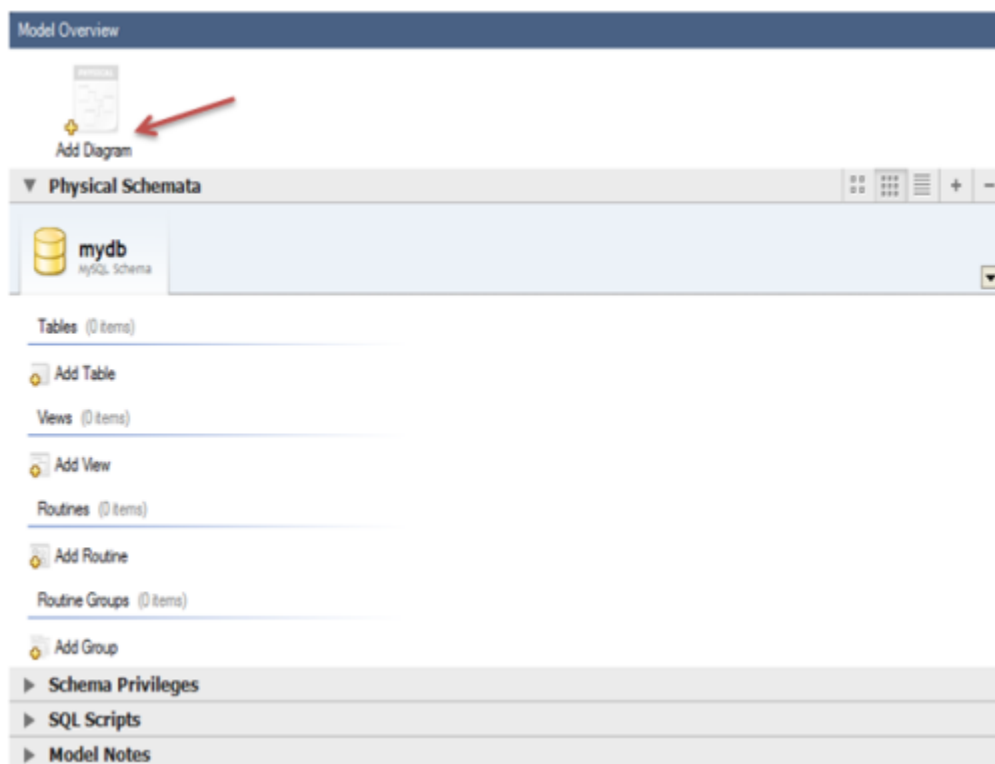 Model Overview
PHYSICAL
Add Diagram
Physical Schemata
mydb
MySQL Schema
Tables (0 items)
Add Table
Views (0 items)
Add View
Routines (0 items)
Add Routine
Routine Groups (0 items)
Add Group
Schema Privileges
SQL Scripts
Model Notes